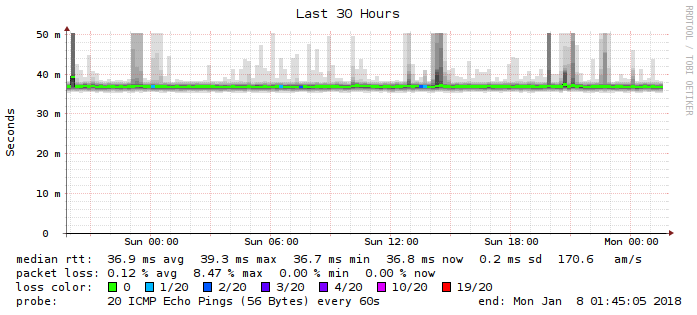 Last 30 Hours
RRDTOOL / TOBI OETIKER
Seconds
50 m
40 m
30 m
20 m
10 m
0
Sun 00:00 Sun 06:00 Sun 12:00 Sun 18:00 Mon 00:00
median rtt: 36.9 ms avg 39.3 ms max 36.7 ms min 36.8 ms now 0.2 ms sd 170.6 am/s
packet loss: 0.12 % avg 8.47 % max 0.00 % min 0.00 % now
loss color: 0 1/20 2/20 3/20 4/20 10/20 19/20
probe: 20 ICMP Echo Pings (56 Bytes) every 60s end: Mon Jan 8 01:45:05 2018